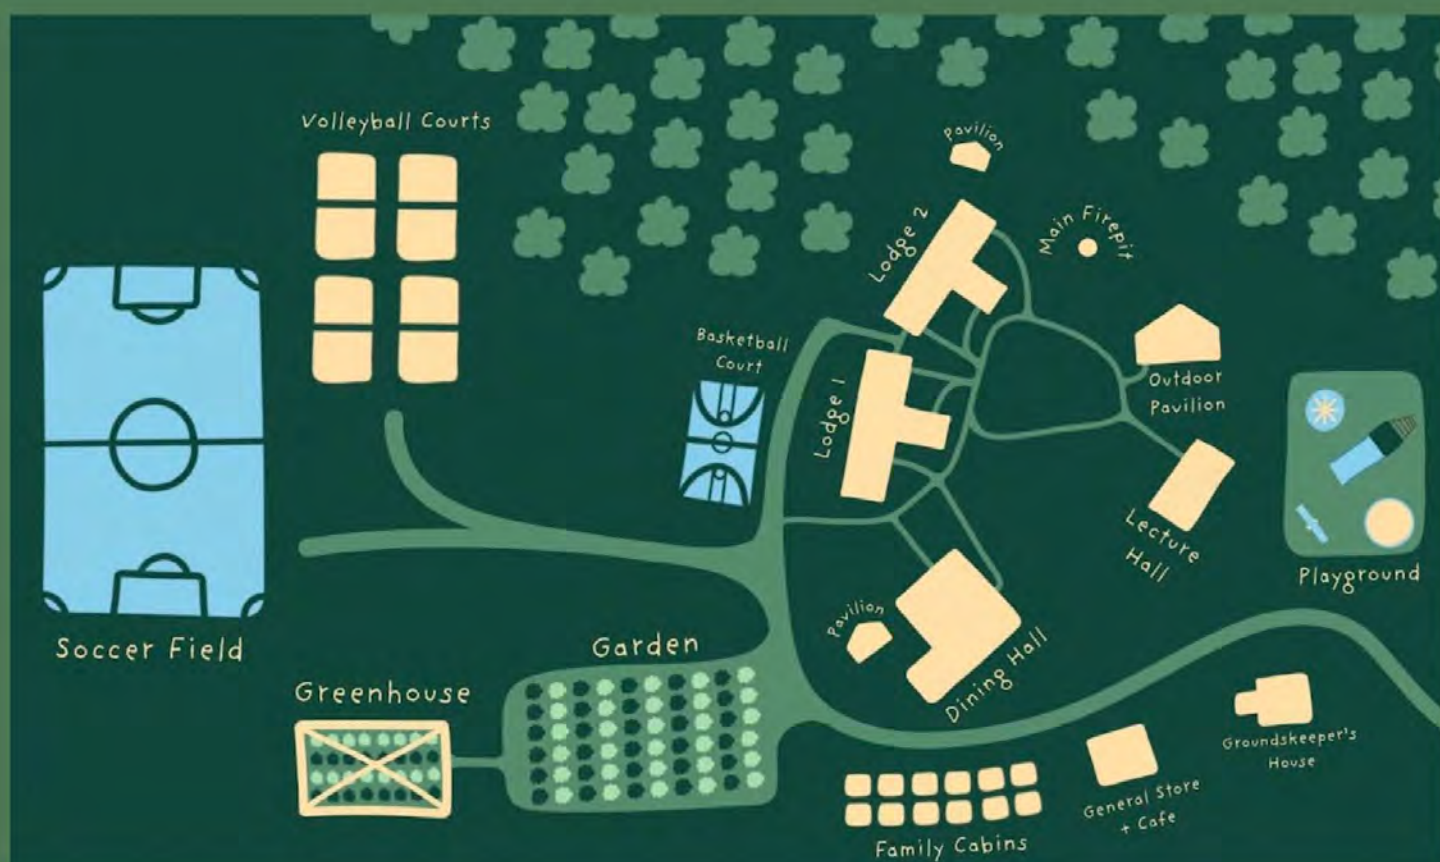 Volleyball Courts
Pavilion
Lodge 2
Main Firepit
Basketball
Court
Lodge 1
Outdoor
Pavilion
Lecture
Hall
Playground
Soccer Field
Garden
Pavilion
Dining Hall
Greenhouse
Groundskeeper's
House
General Store
+ Cafe
Family Cabins